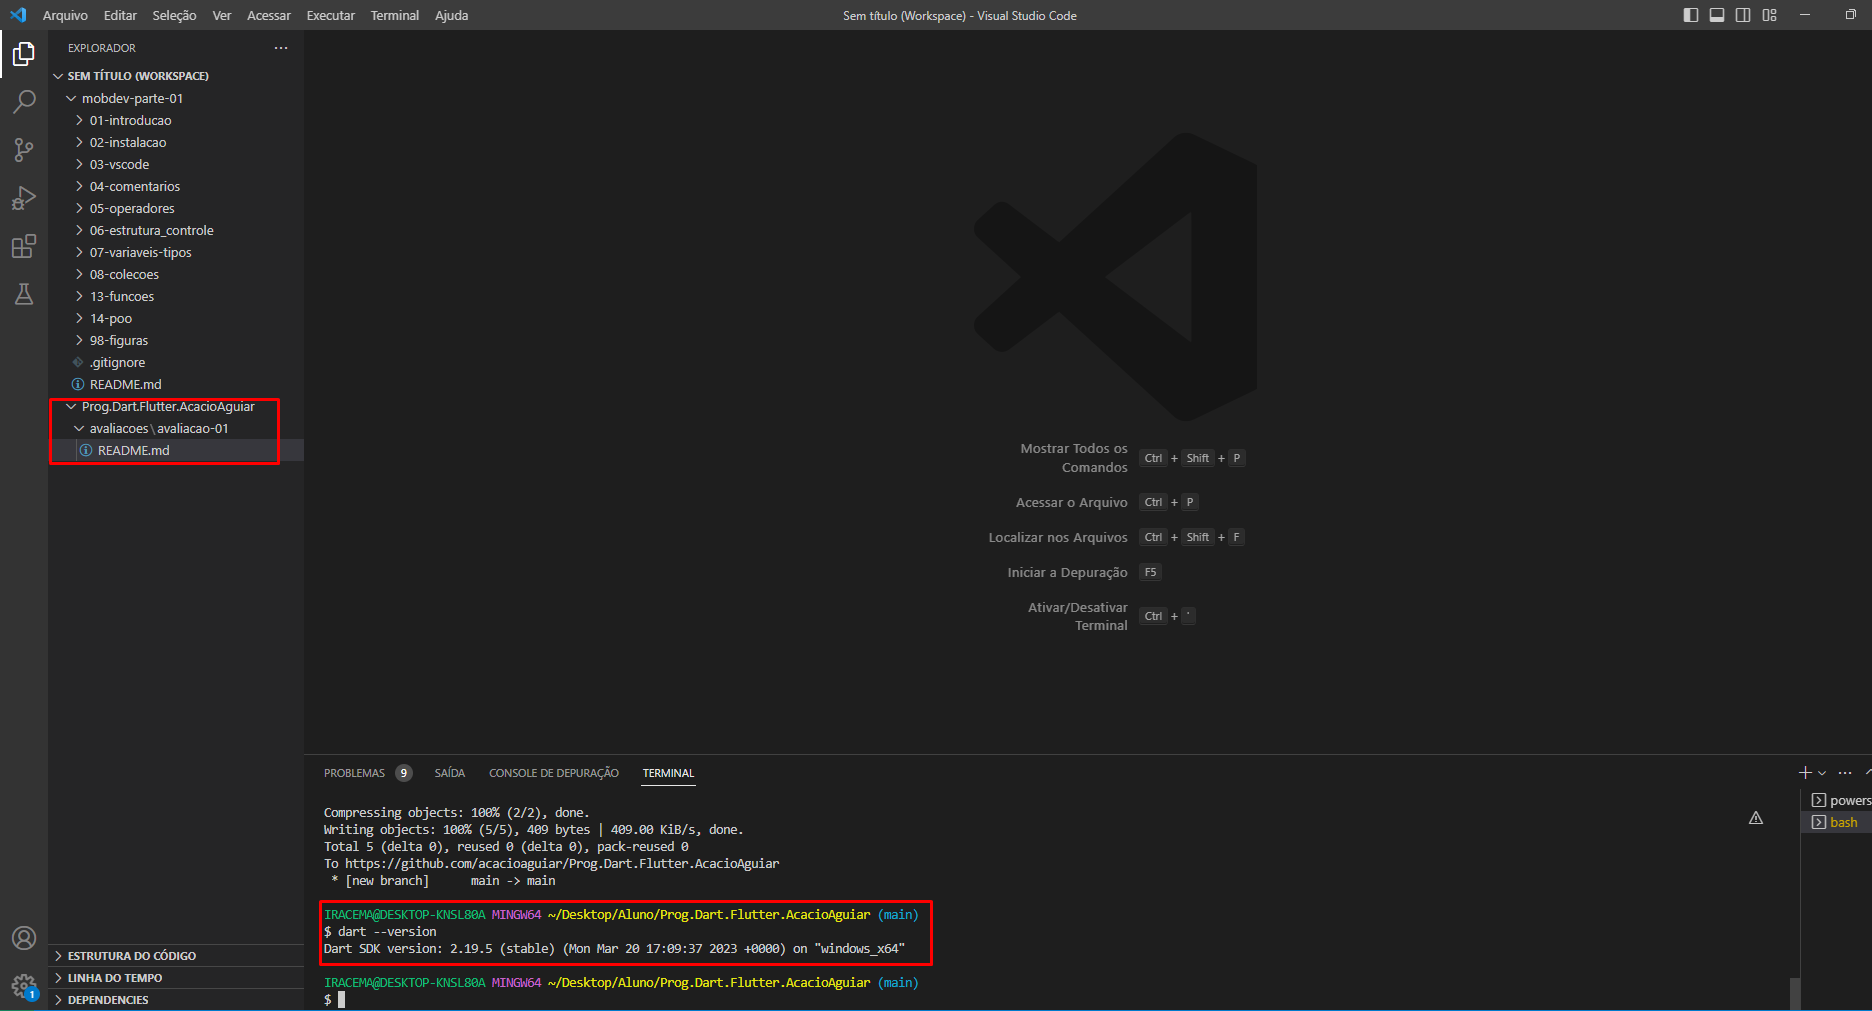 Arquivo Editar Seleção Ver Acessar Executar Terminal Ajuda
Sem título (Workspace) - Visual Studio Code
EXPLORADOR
SEM TÍTULO (WORKSPACE)
mobdev-parte-01
01-introducao
02-instalacao
03-vscode
04-comentarios
05-operadores
06-estrutura_controle
07-variaveis-tipos
08-colecoes
13-funcoes
14-poo
98-figuras
.gitignore
README.md
Prog.Dart.Flutter.AcacioAguiar
avaliacoes\avaliacao-01
README.md
ESTRUTURA DO CÓDIGO
LINHA DO TEMPO
DEPENDENCIES
1
Mostrar Todos os
Comandos
Ctrl + Shift + P
Acessar o Arquivo Ctrl + P
Localizar nos Arquivos Ctrl + Shift + F
Iniciar a Depuração F5
Ativar/Desativar
Terminal
Ctrl + '
PROBLEMAS 9 SAÍDA CONSOLE DE DEPURAÇÃO TERMINAL
Compressing objects: 100% (2/2), done.
Writing objects: 100% (5/5), 409 bytes | 409.00 KiB/s, done.
Total 5 (delta 0), reused 0 (delta 0), pack-reused 0
To https://github.com/acacioaguiar/Prog.Dart.Flutter.AcacioAguiar
* [new branch] main -> main
IRACEMA@DESKTOP-KNSL80A MINGW64 ~/Desktop/Aluno/Prog.Dart.Flutter.AcacioAguiar (main)
$ dart --version
Dart SDK version: 2.19.5 (stable) (Mon Mar 20 17:09:37 2023 +0000) on "windows_x64"
IRACEMA@DESKTOP-KNSL80A MINGW64 ~/Desktop/Aluno/Prog.Dart.Flutter.AcacioAguiar (main)
$
powers
bash